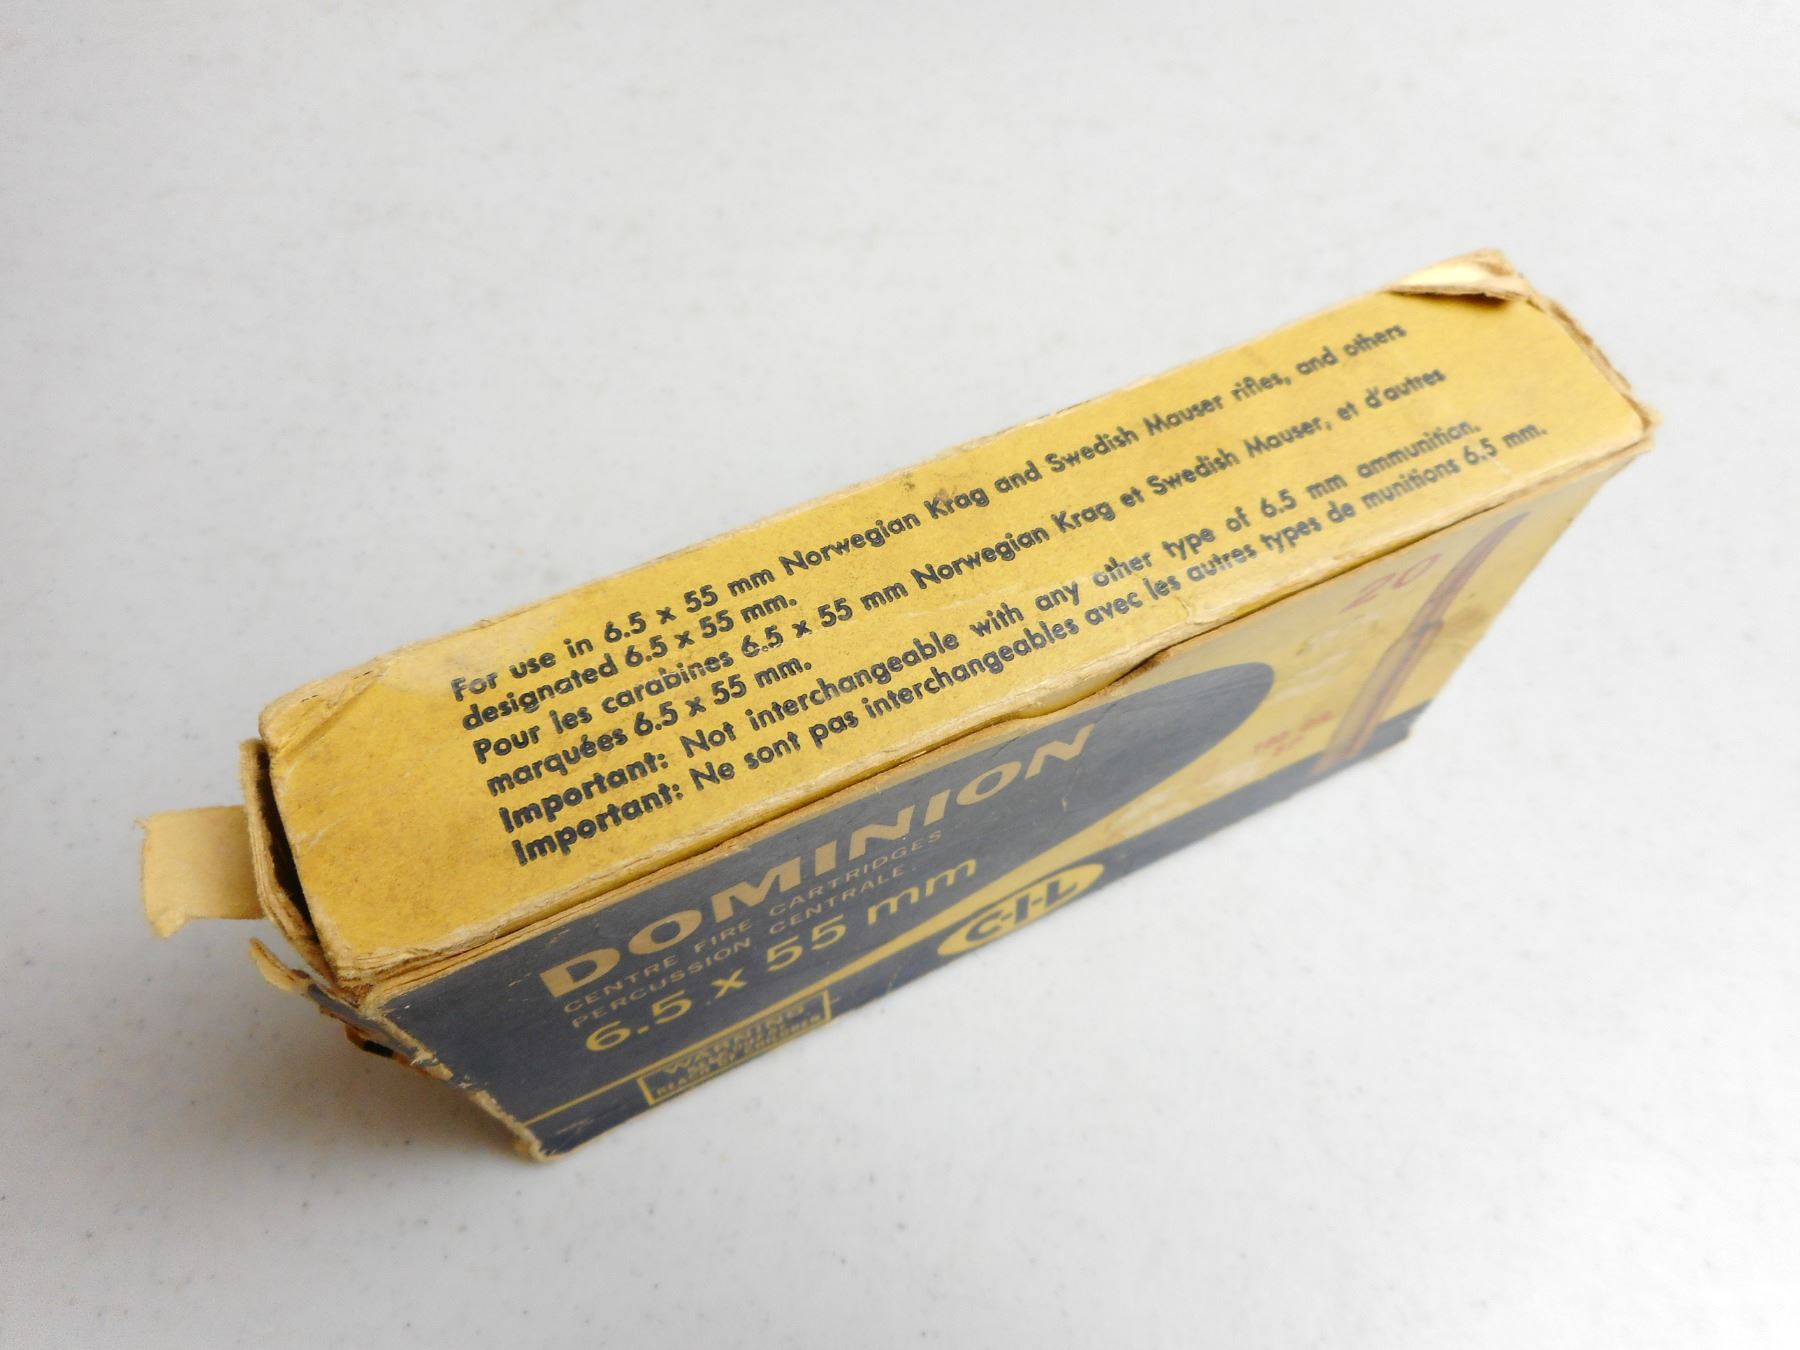 For use in 6.5 x 55 mm Norwegian Krag and Swedish Mauser rifles, and others
designated 6.5 x 55 mm.
Pour les carabines 6.5 x 55 mm Norwegian Krag et Swedish Mauser, et d'autres
marquées 6.5 x 55 mm.
Important: Not interchangeable with any other type of 6.5 mm ammunition.
Important: Ne sont pas interchangeables avec les autres types de munitions 6.5 mm.
DOMINION
CENTRE FIRE CARTRIDGES
PERCUSSION CENTRALE.
6.5 x 55 mm
C-I-L
WARNING
20